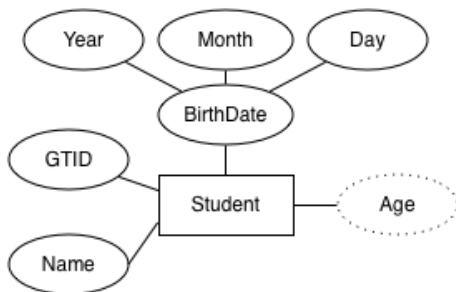 Year
Month
Day
BirthDate
GTID
Student
Age
Name